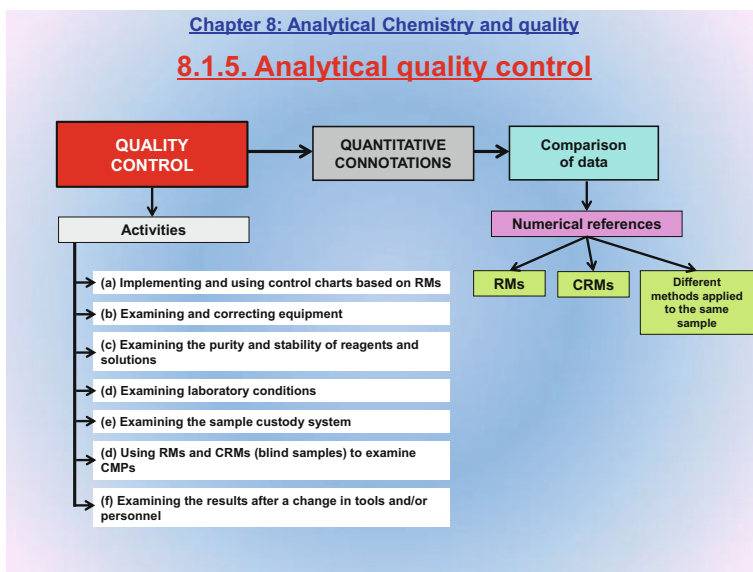 Chapter 8: Analytical Chemistry and quality
8.1.5. Analytical quality control
QUALITY
CONTROL
QUANTITATIVE
CONNOTATIONS
Comparison
of data
Activities
Numerical references
(a) Implementing and using control charts based on RMs
(b) Examining and correcting equipment
(c) Examining the purity and stability of reagents and
solutions
(d) Examining laboratory conditions
(e) Examining the sample custody system
(d) Using RMs and CRMs (blind samples) to examine
CMPs
(f) Examining the results after a change in tools and/or
personnel
RMs
CRMs
Different
methods applied
to the same
sample